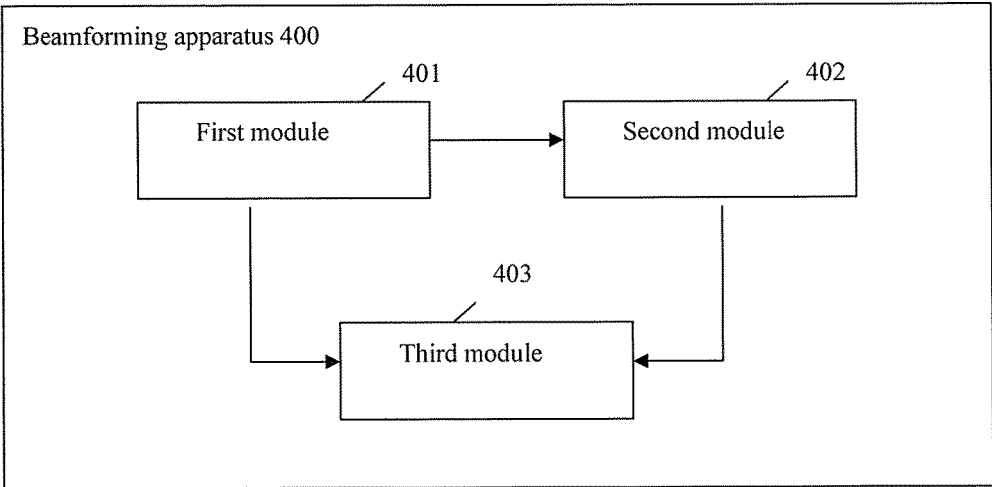 Beamforming apparatus 400
401
402
First module
Second module
403
Third module